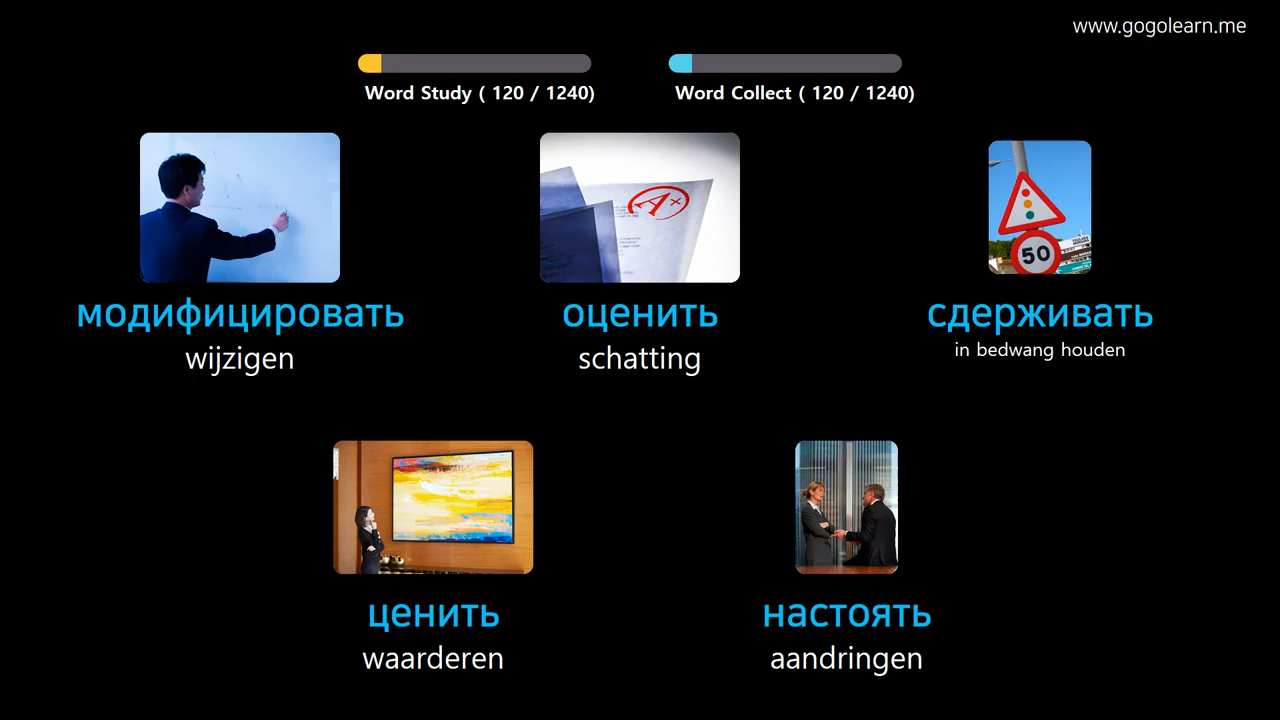 www.gogolearn.me
Word Study ( 120 / 1240)
Word Collect ( 120 / 1240)
A+
50
модифицировать
wijzigen
оценить
schatting
сдерживать
in bedwang houden
ценить
waarderen
настоять
aandringen